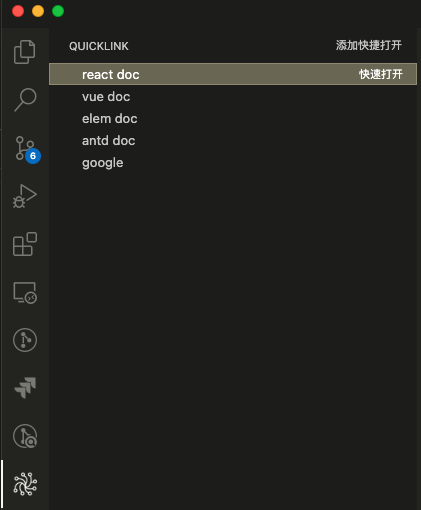 QUICKLINK 添加快捷打开
react doc 快速打开
vue doc
elem doc
antd doc
google
6